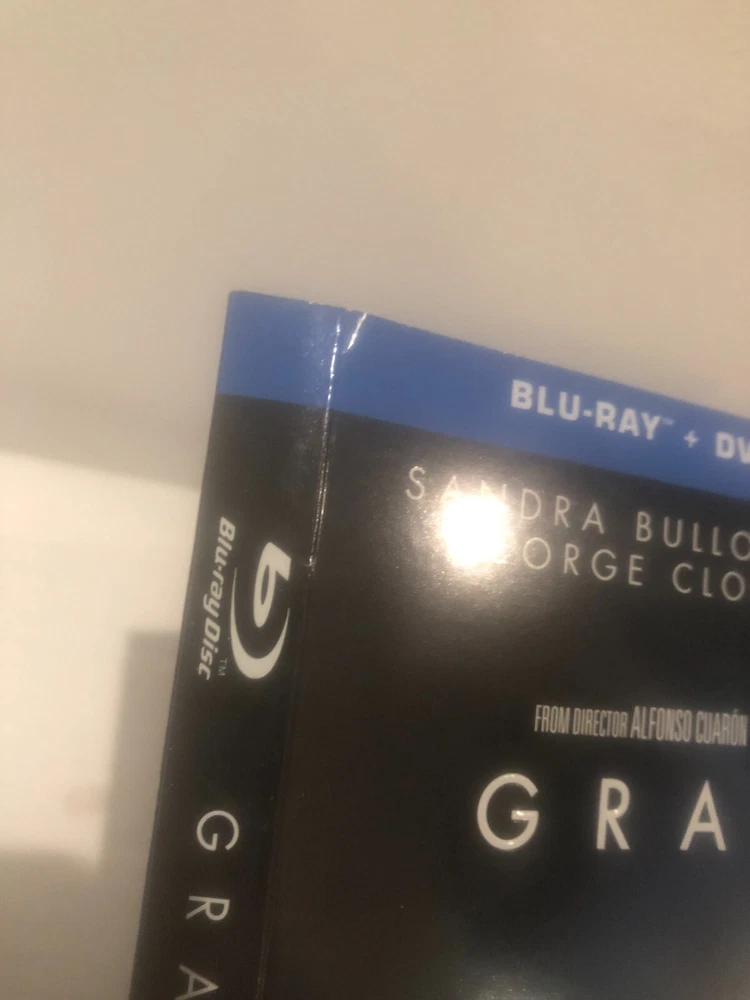 BLU-RAY™ + DV
SANDRA BULLO
ORGE CLO
FROM DIRECTOR ALFONSO CUARÓN
GRA
b
Blu-ray Disc™
GRA